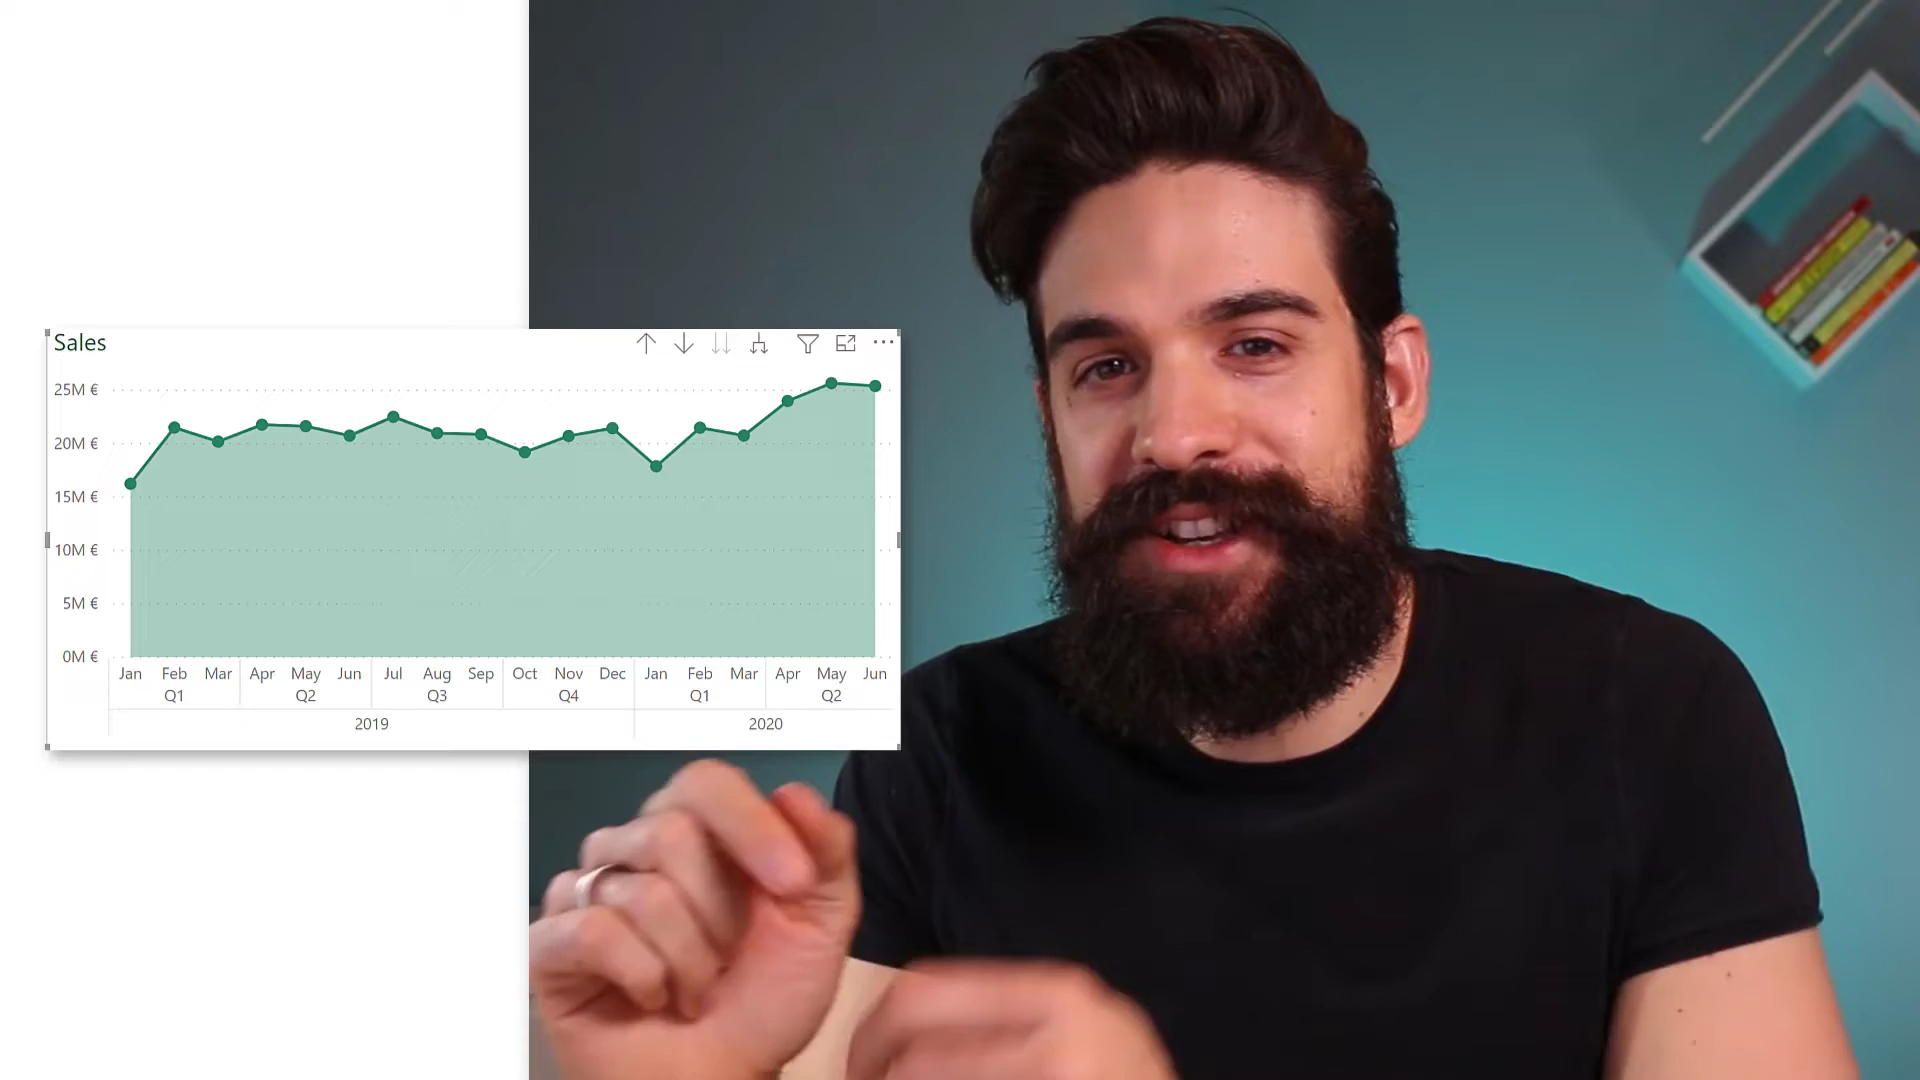 Sales
25M €
20M €
15M €
10M €
5M €
0M €
Jan Feb Mar Apr May Jun Jul Aug Sep Oct Nov Dec Jan Feb Mar Apr May Jun
Q1 Q2 Q3 Q4 Q1 Q2
2019 2020